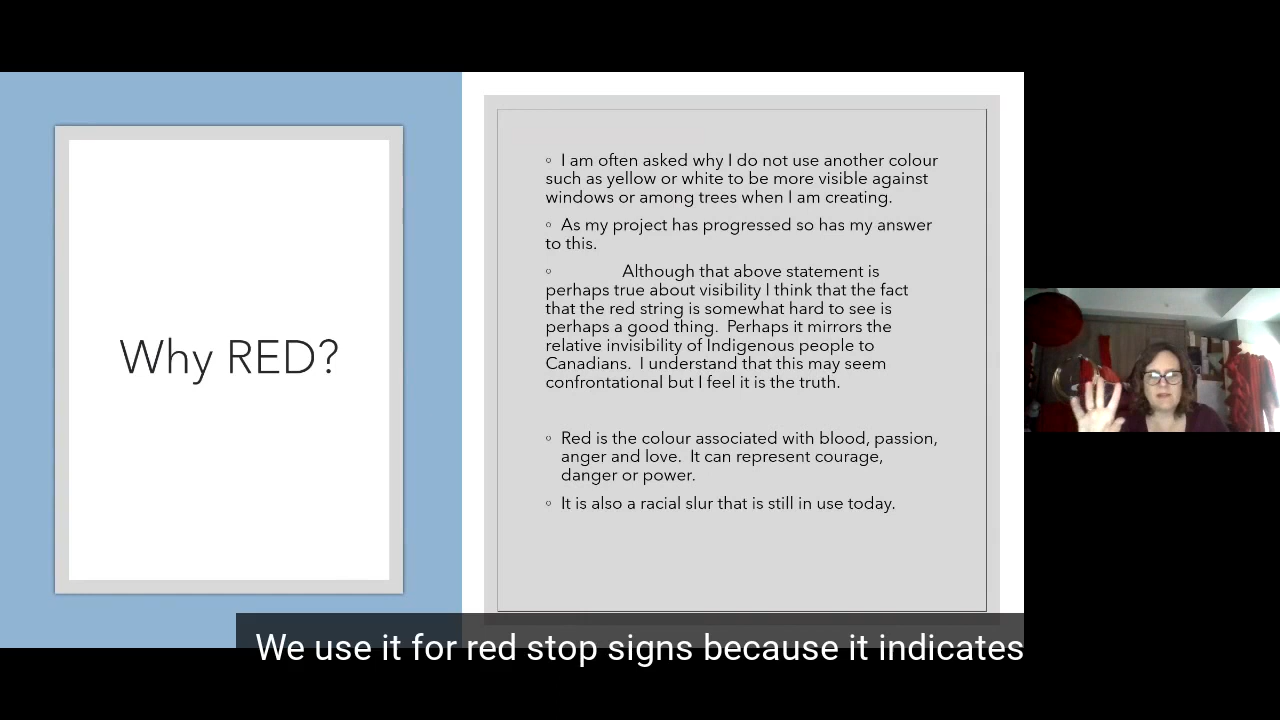 Why RED?
◦ I am often asked why I do not use another colour
such as yellow or white to be more visible against
windows or among trees when I am creating.
◦ As my project has progressed so has my answer
to this.
◦ Although that above statement is
perhaps true about visibility I think that the fact
that the red string is somewhat hard to see is
perhaps a good thing.  Perhaps it mirrors the
relative invisibility of Indigenous people to
Canadians.  I understand that this may seem
confrontational but I feel it is the truth.
◦ Red is the colour associated with blood, passion,
anger and love.  It can represent courage,
danger or power.
◦ It is also a racial slur that is still in use today.
We use it for red stop signs because it indicates